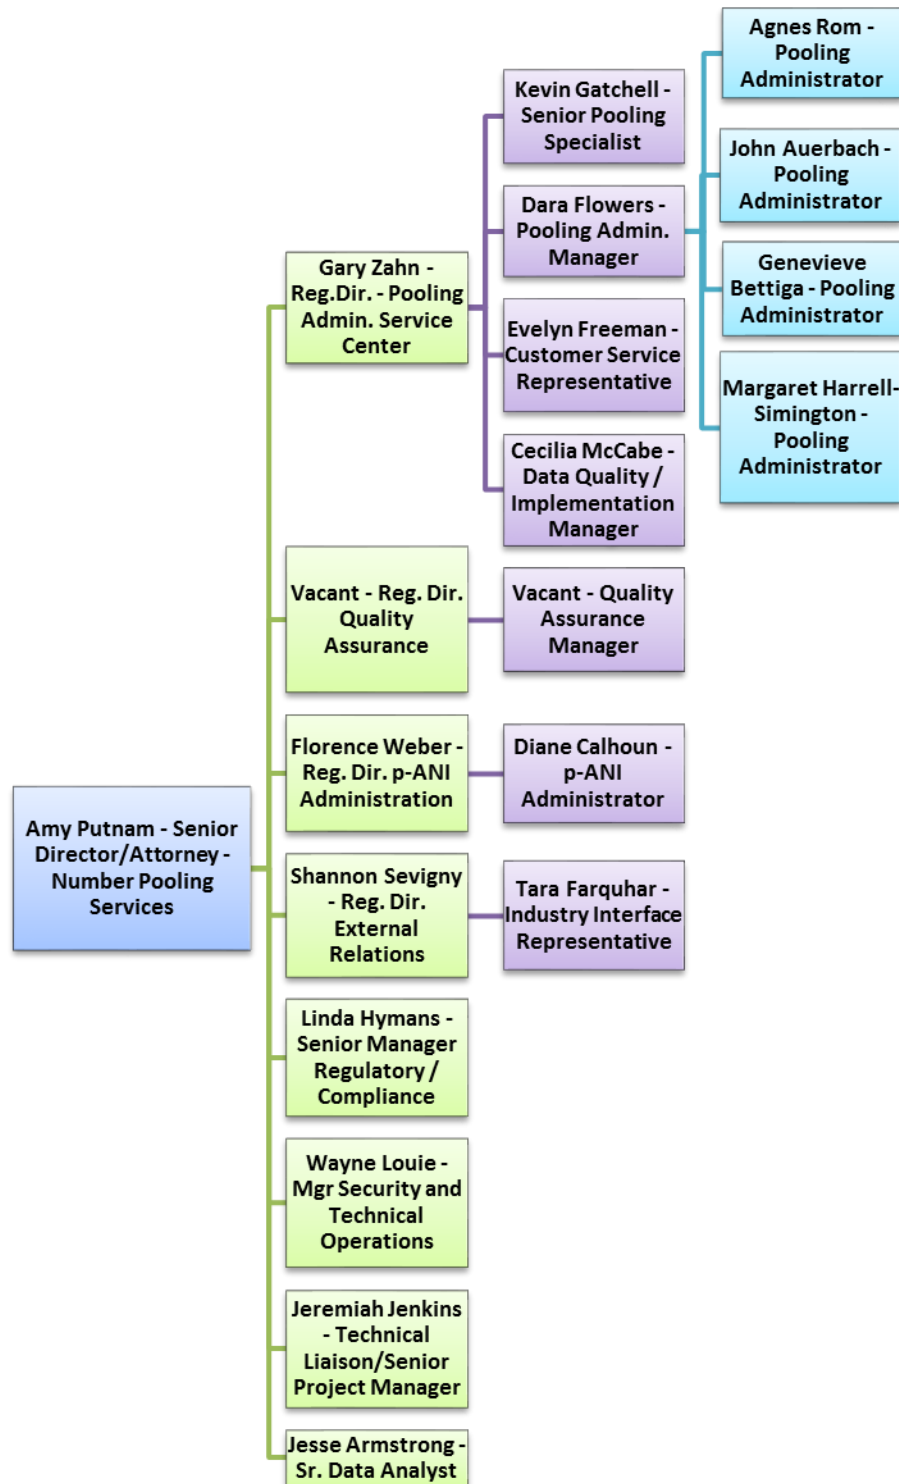 Amy Putnam - Senior
Director/Attorney -
Number Pooling
Services
Gary Zahn -
Reg.Dir. - Pooling
Admin. Service
Center
Kevin Gatchell -
Senior Pooling
Specialist
Dara Flowers -
Pooling Admin.
Manager
Agnes Rom -
Pooling
Administrator
John Auerbach -
Pooling
Administrator
Genevieve
Bettiga - Pooling
Administrator
Margaret Harrell-
Simington -
Pooling
Administrator
Evelyn Freeman -
Customer Service
Representative
Cecilia McCabe -
Data Quality /
Implementation
Manager
Vacant - Reg. Dir.
Quality
Assurance
Vacant - Quality
Assurance
Manager
Florence Weber -
Reg. Dir. p-ANI
Administration
Diane Calhoun -
p-ANI
Administrator
Shannon Sevigny
- Reg. Dir.
External
Relations
Tara Farquhar -
Industry Interface
Representative
Linda Hymans -
Senior Manager
Regulatory /
Compliance
Wayne Louie -
Mgr Security and
Technical
Operations
Jeremiah Jenkins
- Technical
Liaison/Senior
Project Manager
Jesse Armstrong -
Sr. Data Analyst